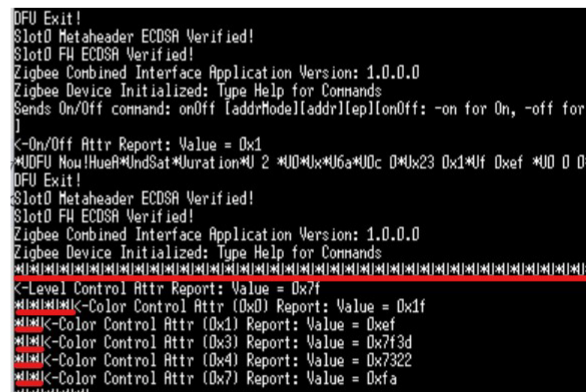 DFU Exit!
Slot0 Metaheader ECDSA Verified!
Slot0 FW ECDSA Verified!
Zigbee Combined Interface Application Version: 1.0.0.0
Zigbee Device Initialized: Type Help for Commands
Sends On/Off command: onOff [addrMode][addr][ep][onOff: -on for On, -off for
]
<-On/Off Attr Report: Value = 0x1
*UDFU Now!HueA*UndSat*Uuration*U 2 *U0*Ux*U6a*U0c 0*Ux23 0x1*Uf 0xef *U0 0 0
DFU Exit!
Slot0 Metaheader ECDSA Verified!
Slot0 FW ECDSA Verified!
Zigbee Combined Interface Application Version: 1.0.0.0
Zigbee Device Initialized: Type Help for Commands
<-Level Control Attr Report: Value = 0x7f
*U*U*U*U<-Color Control Attr (0x0) Report: Value = 0x1f
*U*U<-Color Control Attr (0x1) Report: Value = 0xef
*U*U<-Color Control Attr (0x3) Report: Value = 0x7f3d
*U*U<-Color Control Attr (0x4) Report: Value = 0x7322
*U*U<-Color Control Attr (0x7) Report: Value = 0xfa